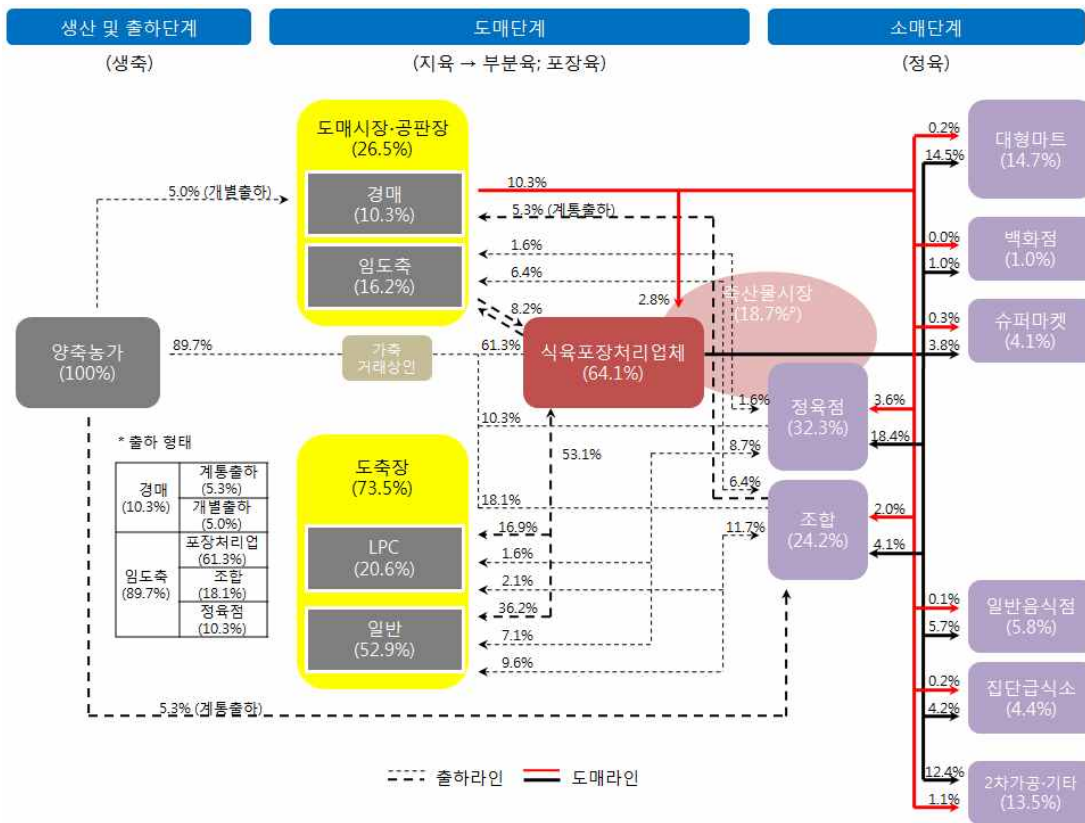 생산 및 출하단계
도매단계
소매단계
(생축)
(지육 → 부분육; 포장육)
(정육)
도매시장·공판장
(26.5%)
경매
(10.3%)
임도축
(16.2%)
5.0% (개별출하)
10.3%
5.3% (계통출하)
1.6%
6.4%
8.2%
2.8%
축산물시장
(18.7%²)
양축농가
(100%)
89.7%
가축
거래상인
61.3%
식육포장처리업체
(64.1%)
10.3%
53.1%
18.1%
도축장
(73.5%)
LPC
(20.6%)
일반
(52.9%)
16.9%
1.6%
2.1%
36.2%
7.1%
9.6%
1.6%
8.7%
6.4%
11.7%
정육점
(32.3%)
조합
(24.2%)
3.6%
18.4%
2.0%
4.1%
0.2%
14.5%
대형마트
(14.7%)
0.0%
1.0%
백화점
(1.0%)
0.3%
3.8%
슈퍼마켓
(4.1%)
0.1%
5.7%
일반음식점
(5.8%)
0.2%
4.2%
집단급식소
(4.4%)
12.4%
1.1%
2차가공·기타
(13.5%)
* 출하 형태
경매
(10.3%)
계통출하
(5.3%)
개별출하
(5.0%)
임도축
(89.7%)
포장처리업
(61.3%)
조합
(18.1%)
정육점
(10.3%)
5.3% (계통출하)
출하라인
도매라인